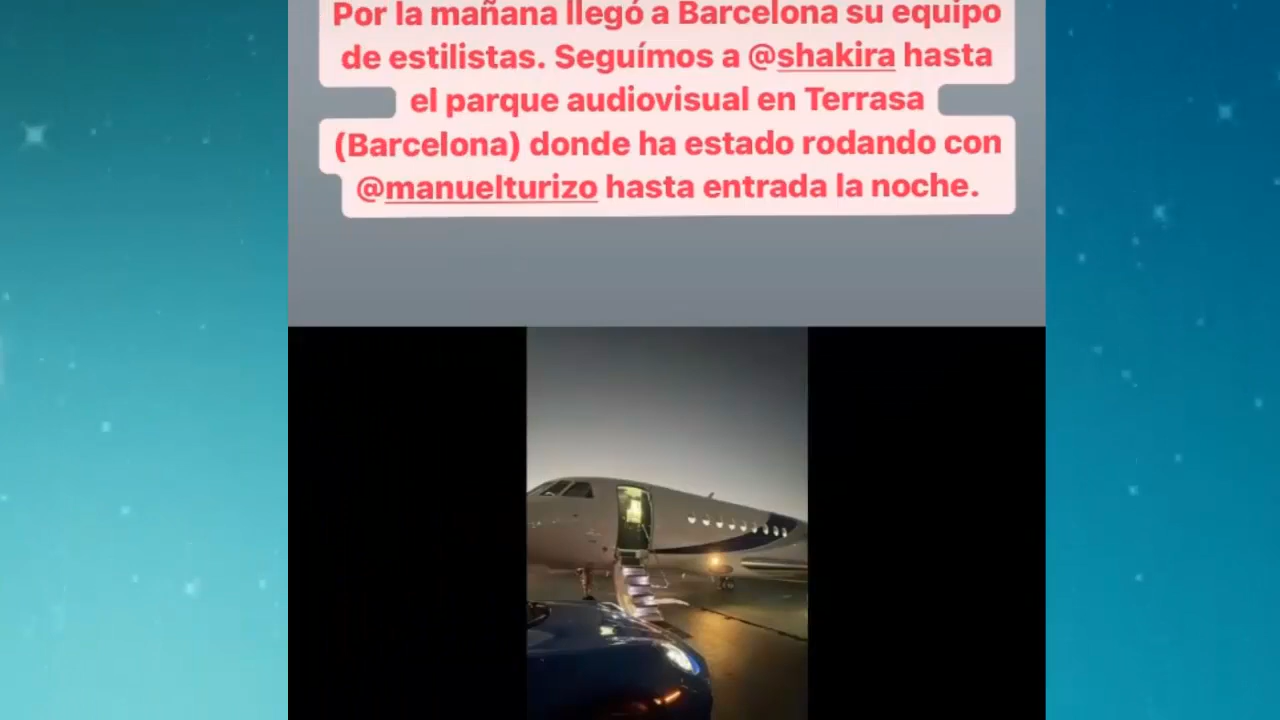 Por la mañana llegó a Barcelona su equipo
de estilistas. Seguímos a @shakira hasta
el parque audiovisual en Terrasa
(Barcelona) donde ha estado rodando con
@manuelturizo hasta entrada la noche.